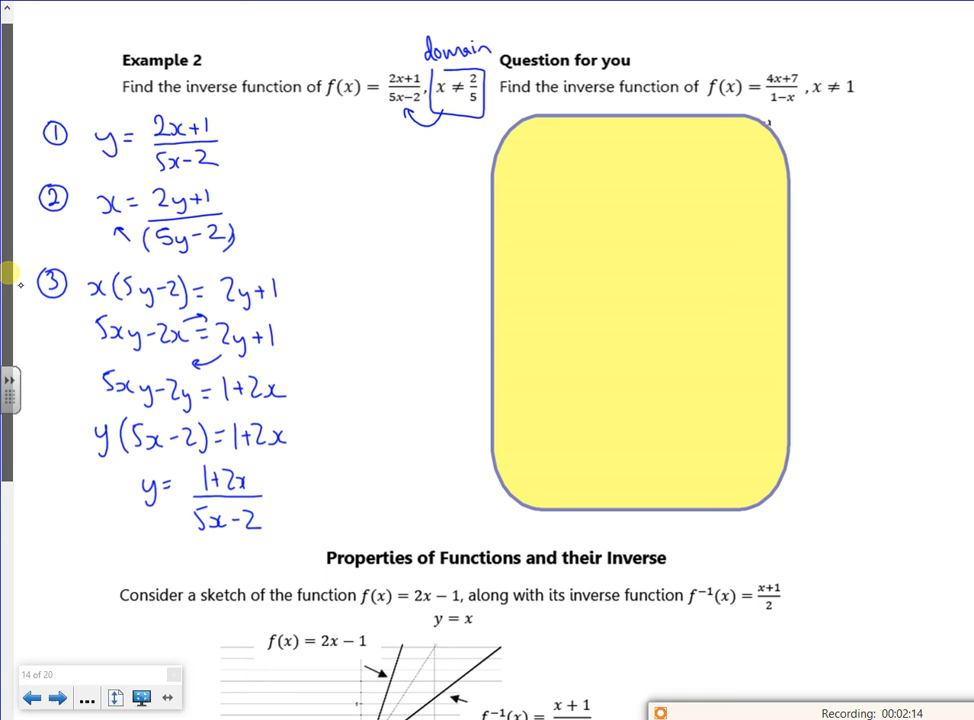 domain
Example 2
Find the inverse function of f(x) = 2x+1/5x−2, x ≠ 2/5
① y = 2x+1/5x-2
② x = 2y+1/(5y-2)
③ x(5y-2) = 2y+1
5xy-2x = 2y+1
5xy-2y = 1+2x
y(5x-2) = 1+2x
y = 1+2x/5x-2
Question for you
Find the inverse function of f(x) = 4x+7/1−x , x ≠ 1
Properties of Functions and their Inverse
Consider a sketch of the function f(x) = 2x − 1, along with its inverse function f⁻¹(x) = x+1/2
y = x
f(x) = 2x − 1
f⁻¹(x) = x + 1
14 of 20
...
Recording: 00:02:14